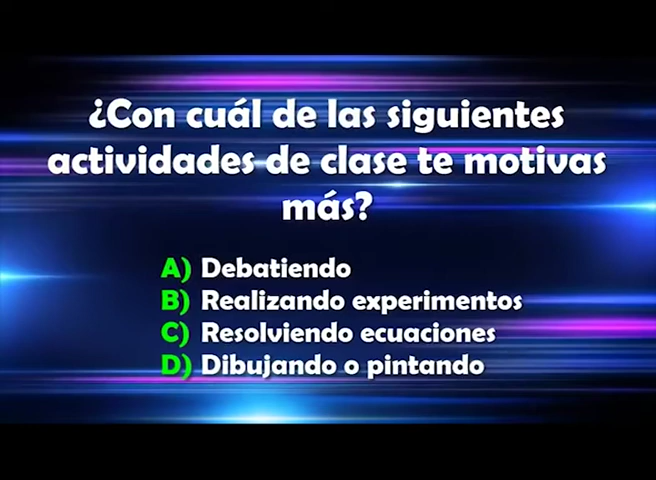 ¿Con cuál de las siguientes
actividades de clase te motivas
más?
A) Debatiendo
B) Realizando experimentos
C) Resolviendo ecuaciones
D) Dibujando o pintando